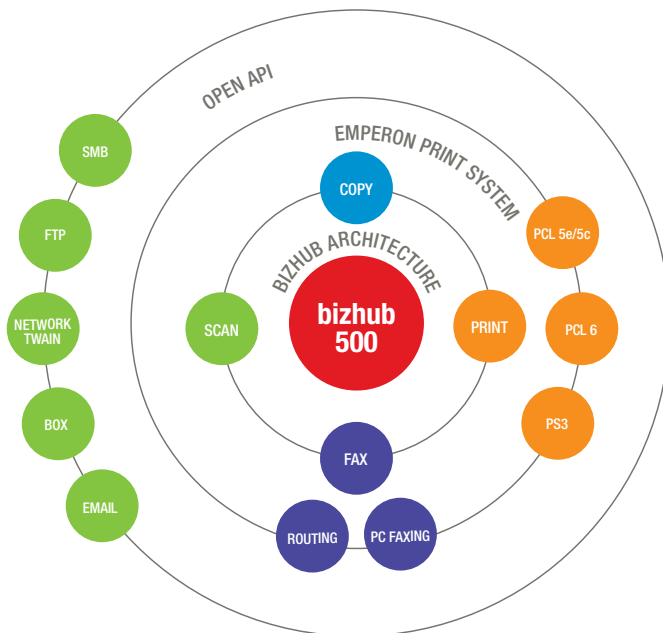 OPEN API
EMPERON PRINT SYSTEM
SMB
COPY
FTP
PCL 5e/5c
BIZHUB ARCHITECTURE
NETWORK
TWAIN
SCAN
bizhub
500
PRINT
PCL 6
BOX
PS3
FAX
EMAIL
ROUTING
PC FAXING